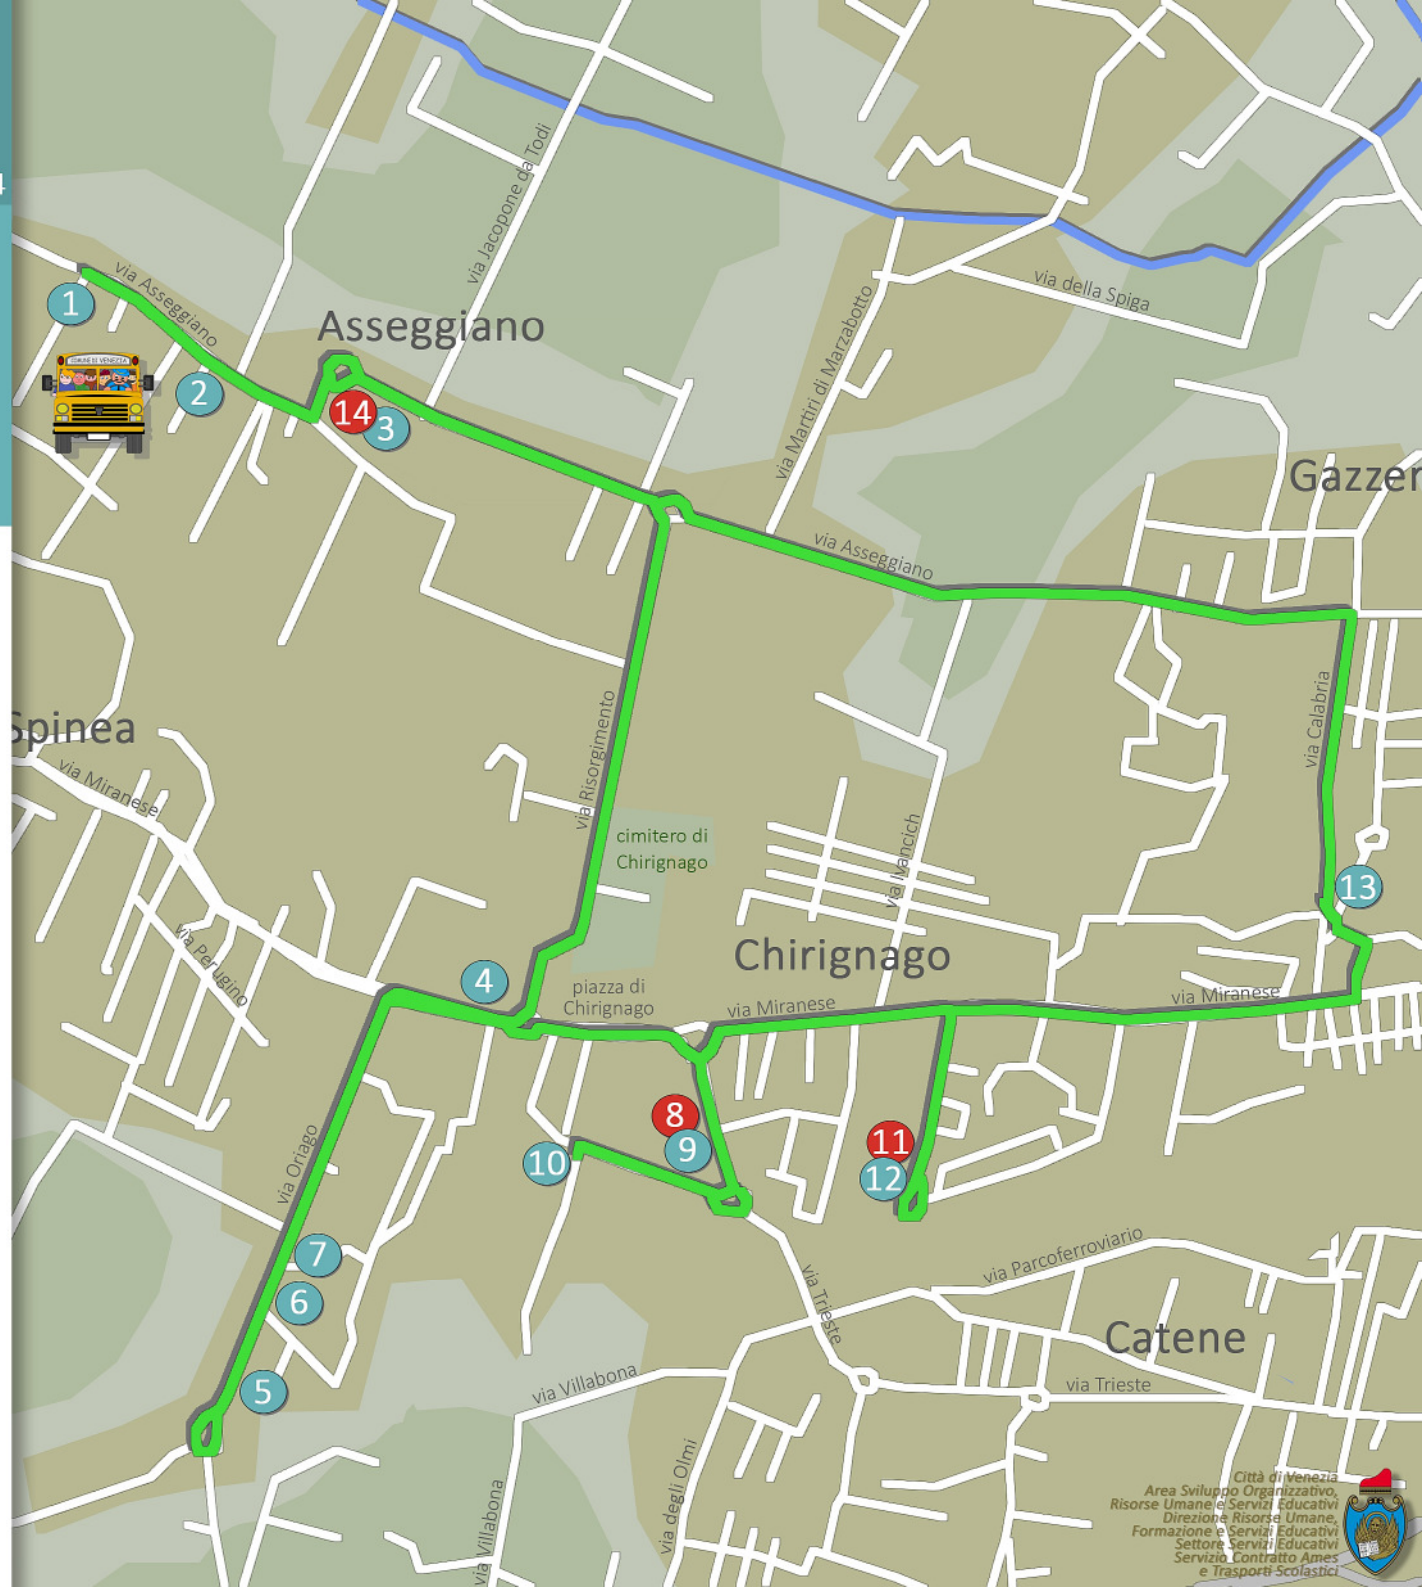 4
via Asseggiano
1
COMUNE DI VENEZIA
2
Asseggiano
14
3
via Jacopone da Todi
via della Spiga
via Martiri di Marzabotto
Gazzer
via Asseggiano
via Risorgimento
via Calabria
Spinea
via Miranese
cimitero di
Chirignago
via Ivancich
13
via Perugino
4
Chirignago
piazza di
Chirignago
via Miranese
via Miranese
8
9
10
11
12
via Oriago
7
6
5
via Parcoferroviario
via Trieste
Catene
via Trieste
via Villabona
via degli Olmi
via Villabona
Città di Venezia
Area Sviluppo Organizzativo,
Risorse Umane e Servizi Educativi
Direzione Risorse Umane,
Formazione e Servizi Educativi
Settore Servizi Educativi
Servizio Contratto Ames
e Trasporti Scolastici